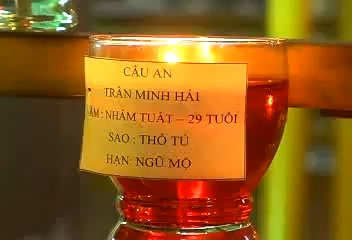 CẦU AN
TRẦN MINH HẢI
NHÂM TUẤT – 29 TUỔI
SAO : THỔ TÚ
HẠN: NGŨ MỘ